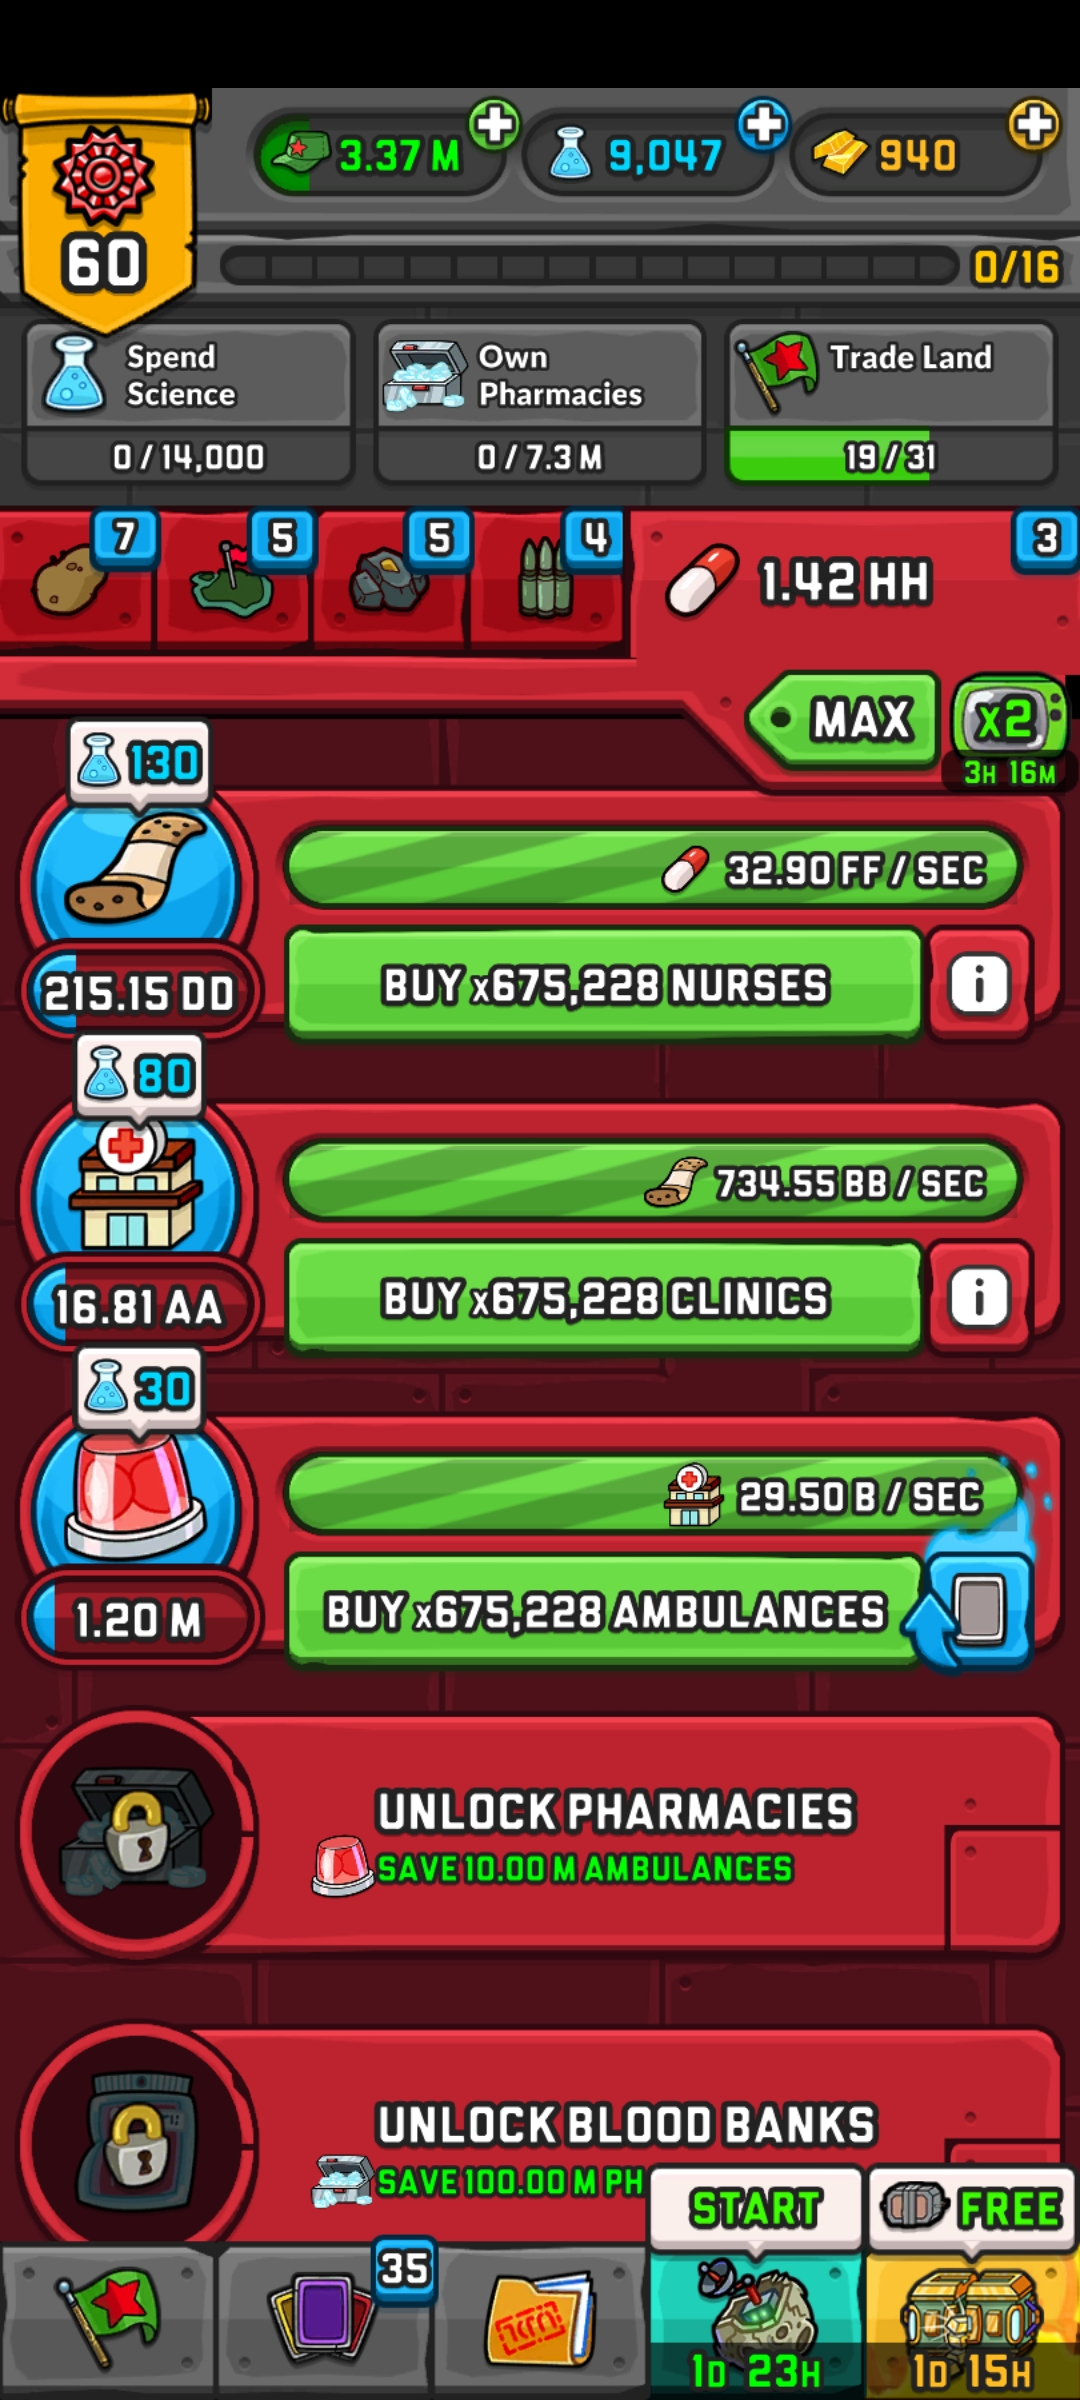 60
3.37 M
9,047
940
0/16
Spend
Science
0 / 14,000
Own
Pharmacies
0 / 7.3 M
Trade Land
19 / 31
7
5
5
4
1.42 HH
3
MAX
x2
3H 16M
130
32.90 FF / SEC
215.15 DD
BUY x675,228 NURSES
i
80
734.55 BB / SEC
16.81 AA
BUY x675,228 CLINICS
i
30
29.50 B / SEC
1.20 M
BUY x675,228 AMBULANCES
UNLOCK PHARMACIES
SAVE 10.00 M AMBULANCES
UNLOCK BLOOD BANKS
SAVE 100.00 M PH
START
FREE
35
1D 23H
1D 15H